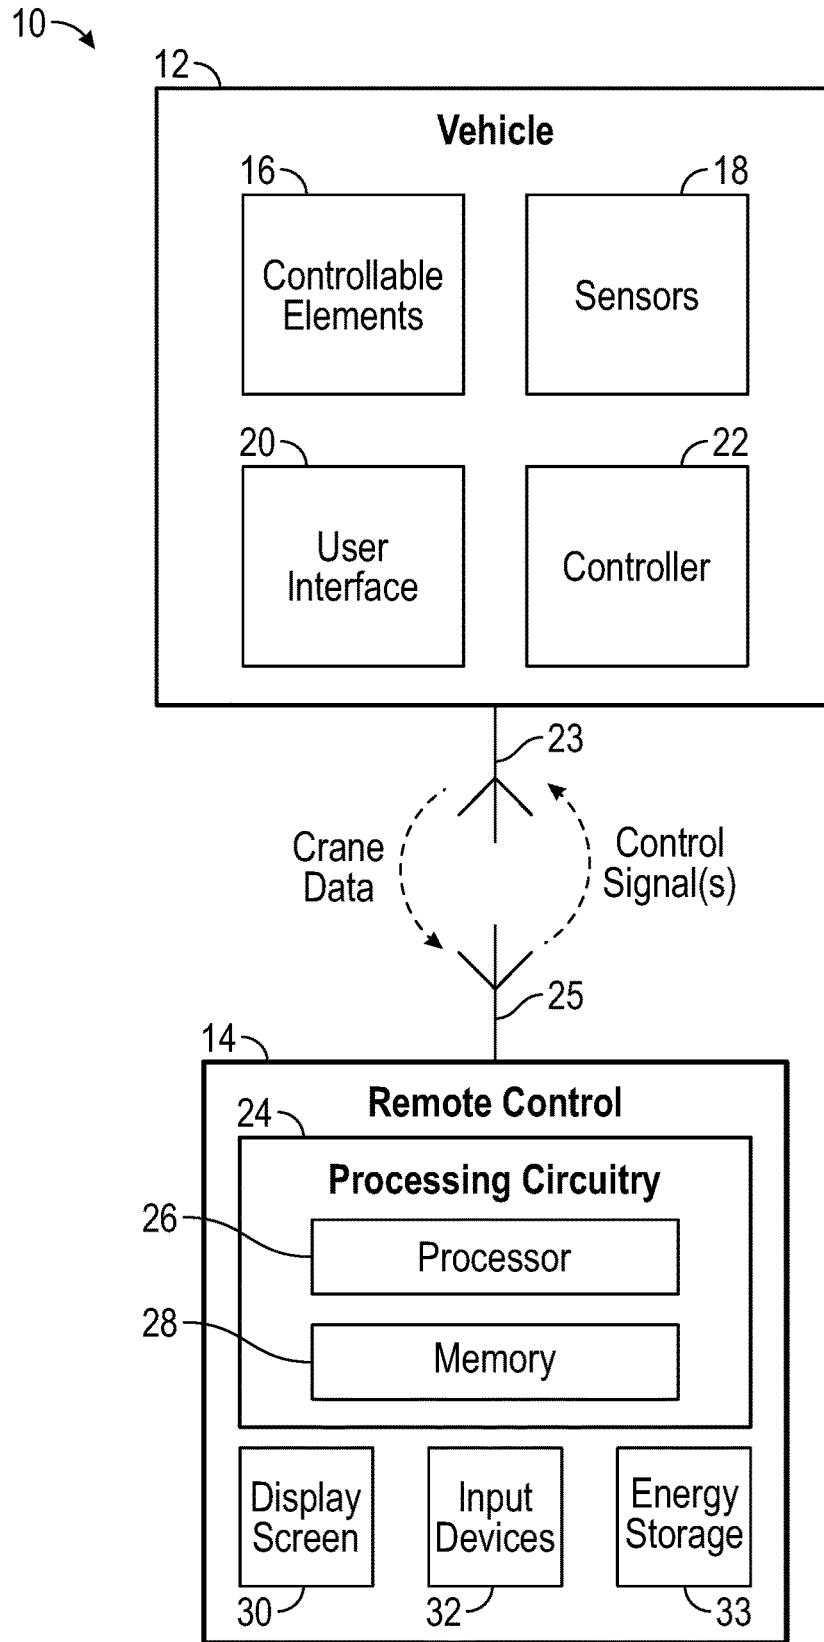 10
12
Vehicle
16
18
Controllable
Elements
Sensors
20
22
User
Interface
Controller
23
Crane
Data
Control
Signal(s)
25
14
Remote Control
24
Processing Circuitry
26
Processor
28
Memory
Display
Screen
Input
Devices
Energy
Storage
30
32
33